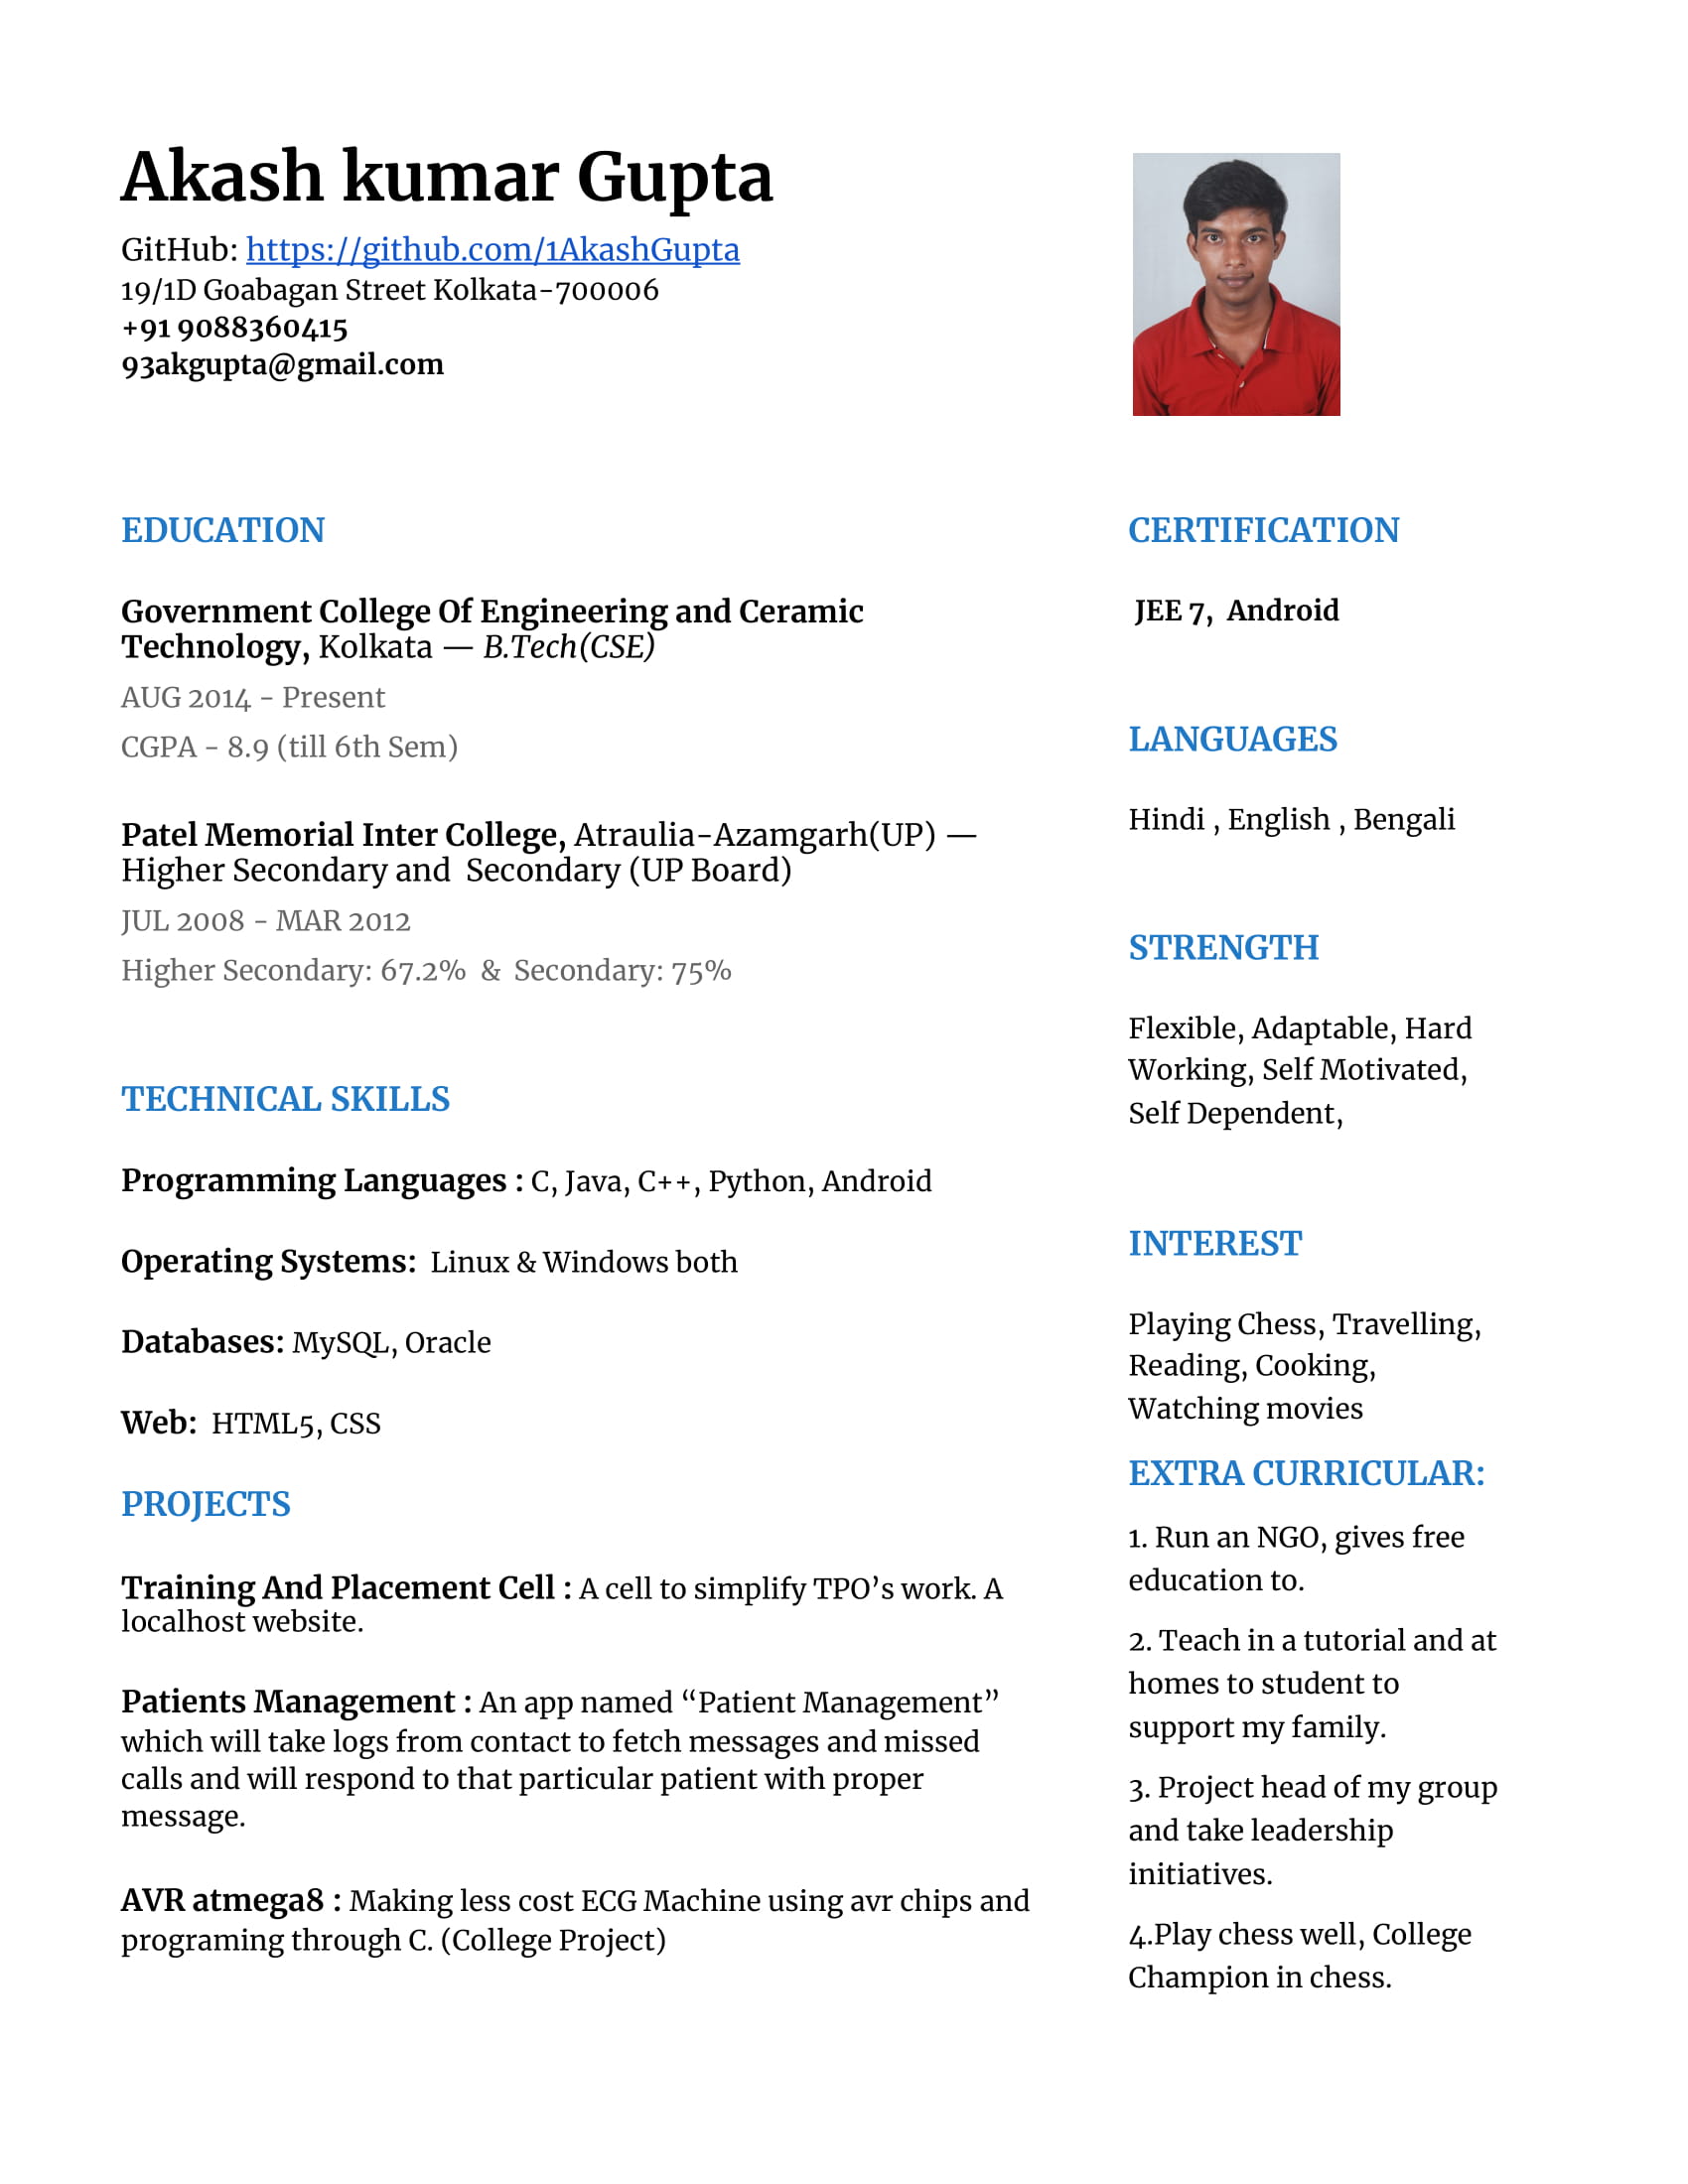 Akash kumar Gupta
GitHub: https://github.com/1AkashGupta
19/1D Goabagan Street Kolkata-700006
+91 9088360415
93akgupta@gmail.com
EDUCATION
Government College Of Engineering and Ceramic
Technology, Kolkata — B.Tech(CSE)
AUG 2014 - Present
CGPA - 8.9 (till 6th Sem)
Patel Memorial Inter College, Atraulia-Azamgarh(UP) —
Higher Secondary and  Secondary (UP Board)
JUL 2008 - MAR 2012
Higher Secondary: 67.2%  &  Secondary: 75%
TECHNICAL SKILLS
Programming Languages : C, Java, C++, Python, Android
Operating Systems:  Linux & Windows both
Databases: MySQL, Oracle
Web:  HTML5, CSS
PROJECTS
Training And Placement Cell : A cell to simplify TPO’s work. A
localhost website.
Patients Management : An app named “Patient Management”
which will take logs from contact to fetch messages and missed
calls and will respond to that particular patient with proper
message.
AVR atmega8 : Making less cost ECG Machine using avr chips and
programing through C. (College Project)
CERTIFICATION
JEE 7,  Android
LANGUAGES
Hindi , English , Bengali
STRENGTH
Flexible, Adaptable, Hard
Working, Self Motivated,
Self Dependent,
INTEREST
Playing Chess, Travelling,
Reading, Cooking,
Watching movies
EXTRA CURRICULAR:
1. Run an NGO, gives free
education to.
2. Teach in a tutorial and at
homes to student to
support my family.
3. Project head of my group
and take leadership
initiatives.
4.Play chess well, College
Champion in chess.